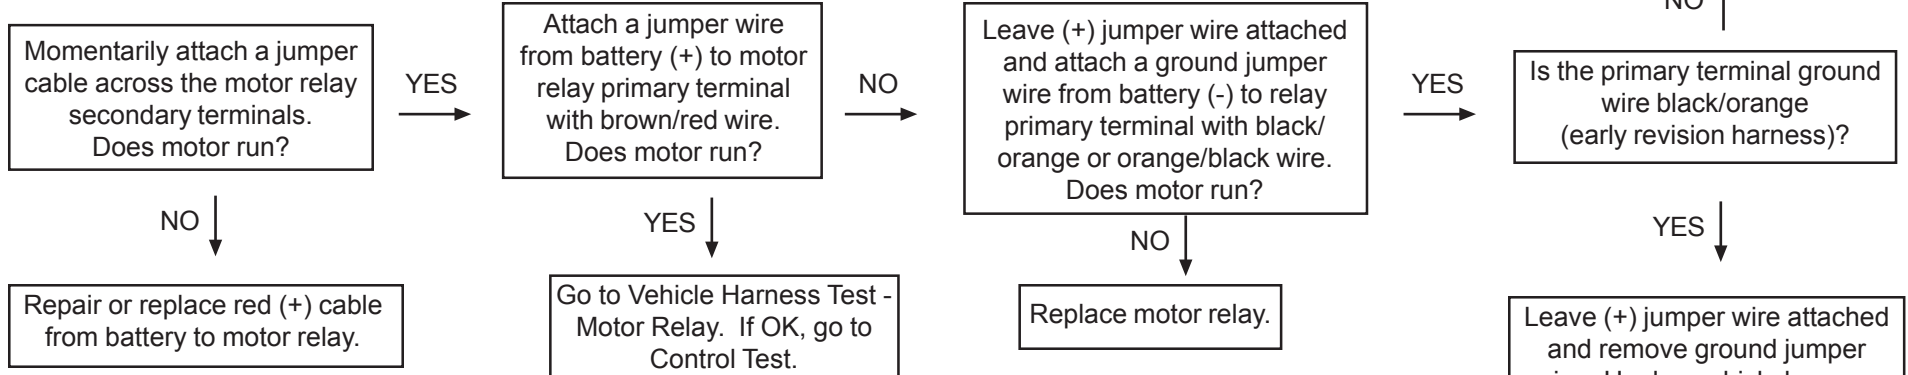 NO
Momentarily attach a jumper
cable across the motor relay
secondary terminals.
Does motor run?
YES
Attach a jumper wire
from battery (+) to motor
relay primary terminal
with brown/red wire.
Does motor run?
NO
Leave (+) jumper wire attached
and attach a ground jumper
wire from battery (-) to relay
primary terminal with black/
orange or orange/black wire.
Does motor run?
YES
Is the primary terminal ground
wire black/orange
(early revision harness)?
NO
YES
NO
YES
Repair or replace red (+) cable
from battery to motor relay.
Go to Vehicle Harness Test -
Motor Relay. If OK, go to
Control Test.
Replace motor relay.
Leave (+) jumper wire attached
and remove ground jumper